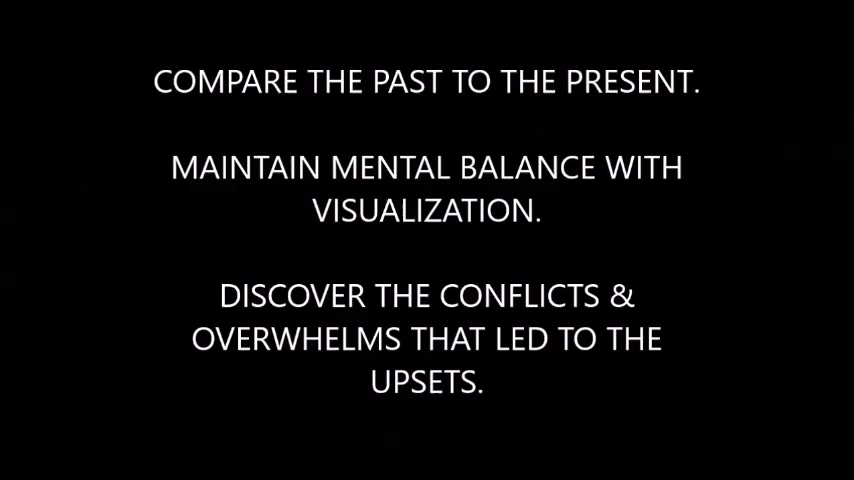 COMPARE THE PAST TO THE PRESENT.
MAINTAIN MENTAL BALANCE WITH
VISUALIZATION.
DISCOVER THE CONFLICTS &
OVERWHELMS THAT LED TO THE
UPSETS.